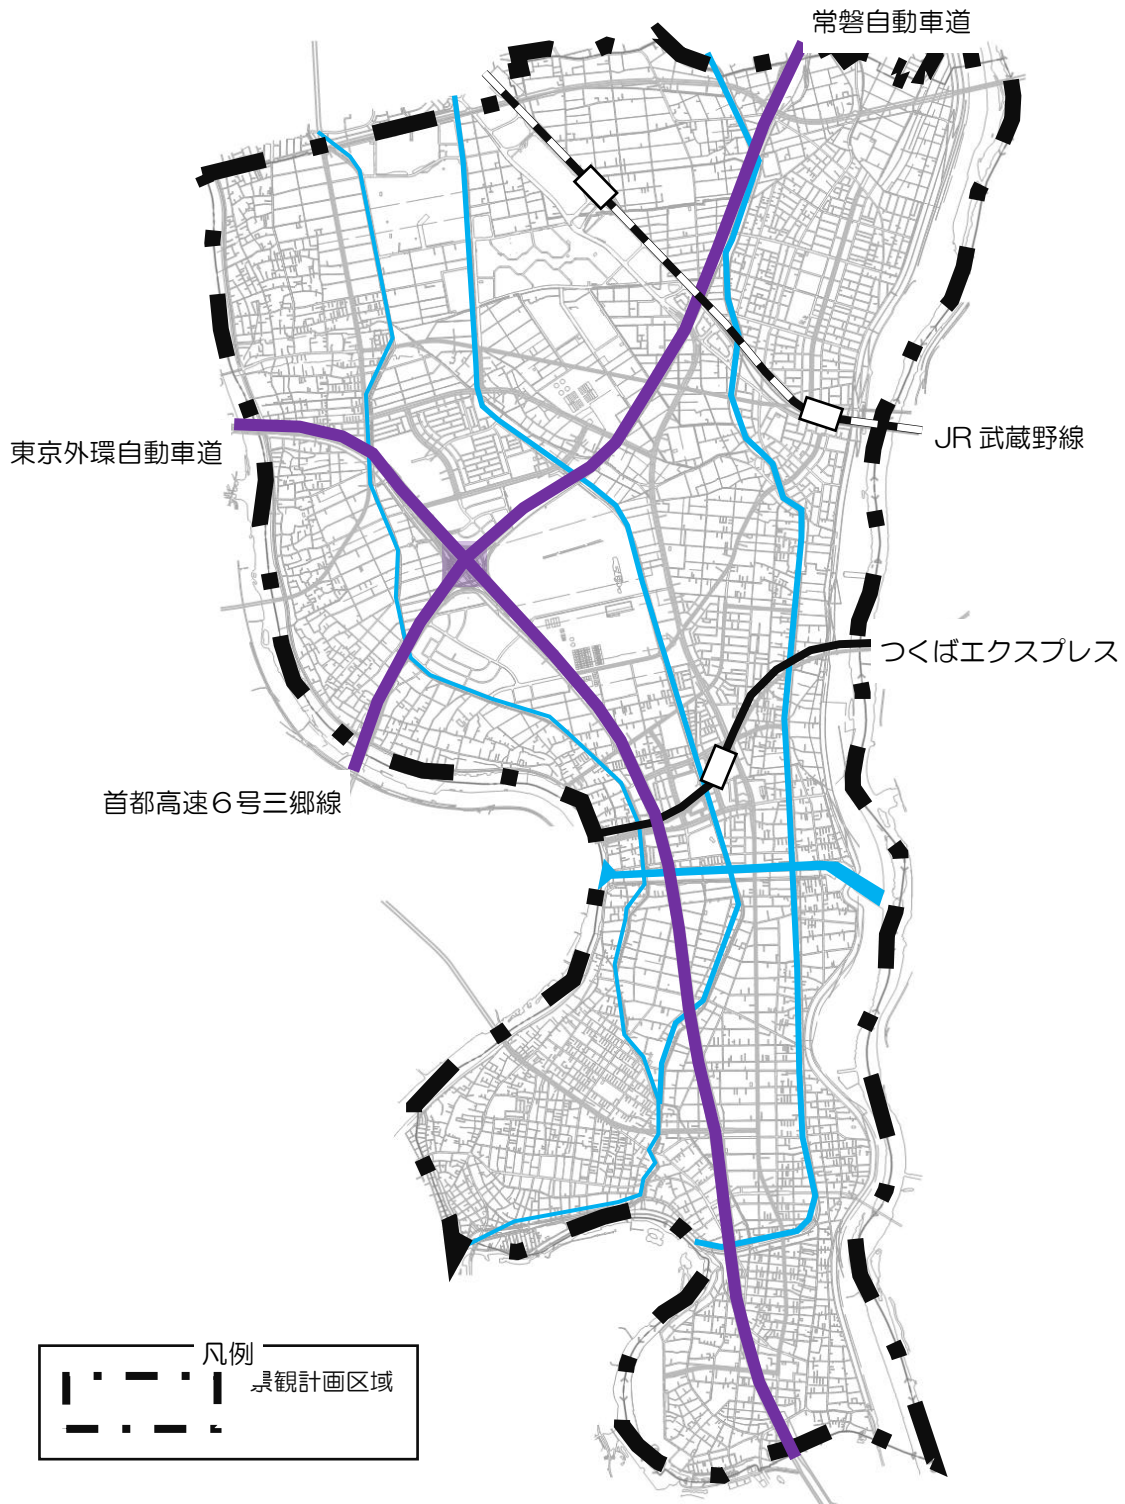 常磐自動車道
JR 武蔵野線
東京外環自動車道
つくばエクスプレス
首都高速６号三郷線
凡例
景観計画区域